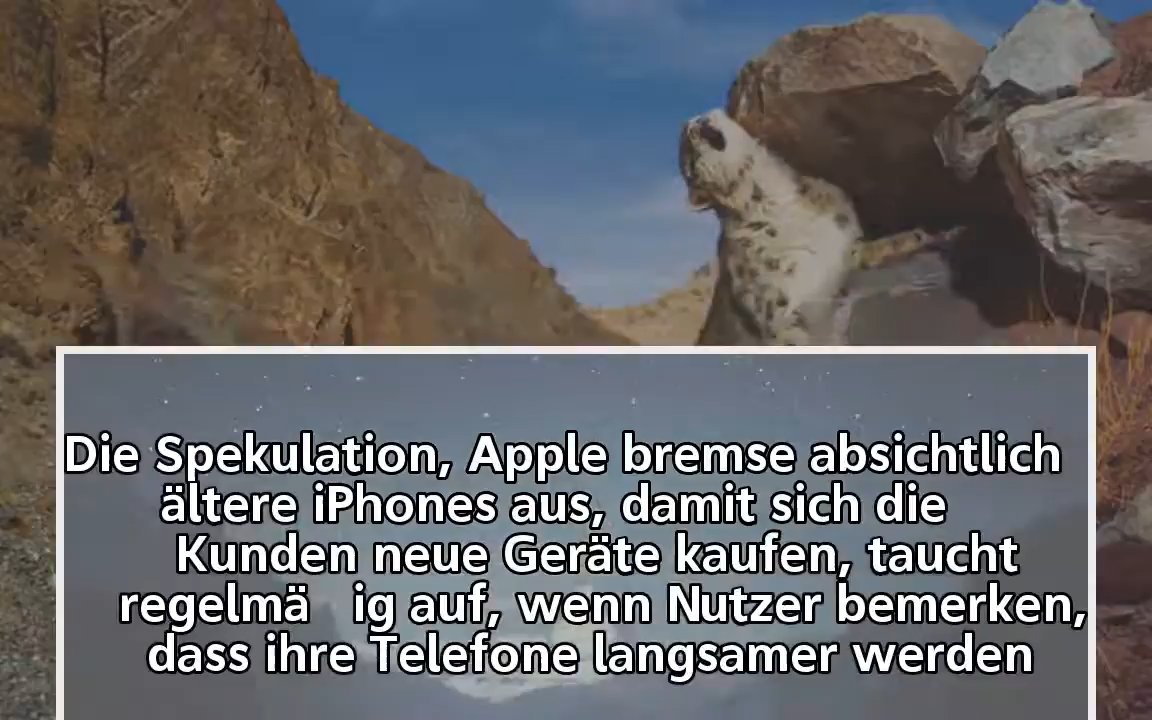 Die Spekulation, Apple bremse absichtlich
ältere iPhones aus, damit sich die
Kunden neue Geräte kaufen, taucht
regelmä ig auf, wenn Nutzer bemerken,
dass ihre Telefone langsamer werden